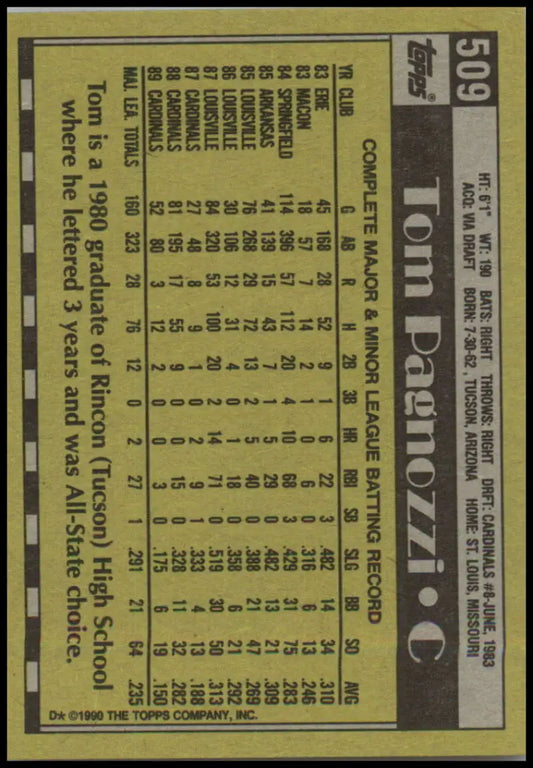 509
HT: 6'1" WT: 190 BATS: RIGHT THROWS: RIGHT DRFT: CARDINALS #8-JUNE, 1983
ACQ: VIA DRAFT BORN: 7-30-62, TUCSON, ARIZONA HOME: ST. LOUIS, MISSOURI
topps®
Tom Pagnozzi • C
COMPLETE MAJOR & MINOR LEAGUE BATTING RECORD
YR CLUB G AB R H 2B 3B HR RBI SB SLG BB SO AVG
83 ERIE 45 168 28 52 9 1 6 22 3 .482 14 34 .310
83 MACON 18 57 7 14 2 1 0 6 0 .316 6 13 .246
84 SPRINGFIELD 114 396 57 112 20 4 10 68 3 .429 31 75 .283
85 ARKANSAS 41 139 15 43 7 1 5 29 0 .482 13 21 .309
85 LOUISVILLE 76 268 29 72 13 2 5 40 0 .388 21 47 .269
86 LOUISVILLE 30 106 12 31 4 0 1 18 0 .358 6 21 .292
87 LOUISVILLE 84 320 53 100 20 2 14 71 0 .519 30 50 .313
87 CARDINALS 27 48 8 9 1 0 2 9 1 .333 4 13 .188
88 CARDINALS 81 195 17 55 9 0 0 15 0 .328 11 32 .282
89 CARDINALS 52 80 3 12 2 0 0 3 0 .175 6 19 .150
MAJ. LEA. TOTALS 160 323 28 76 12 0 2 27 1 .291 21 64 .235
Tom is a 1980 graduate of Rincon (Tucson) High School
where he lettered 3 years and was All-State choice.
D* ©1990 THE TOPPS COMPANY, INC.